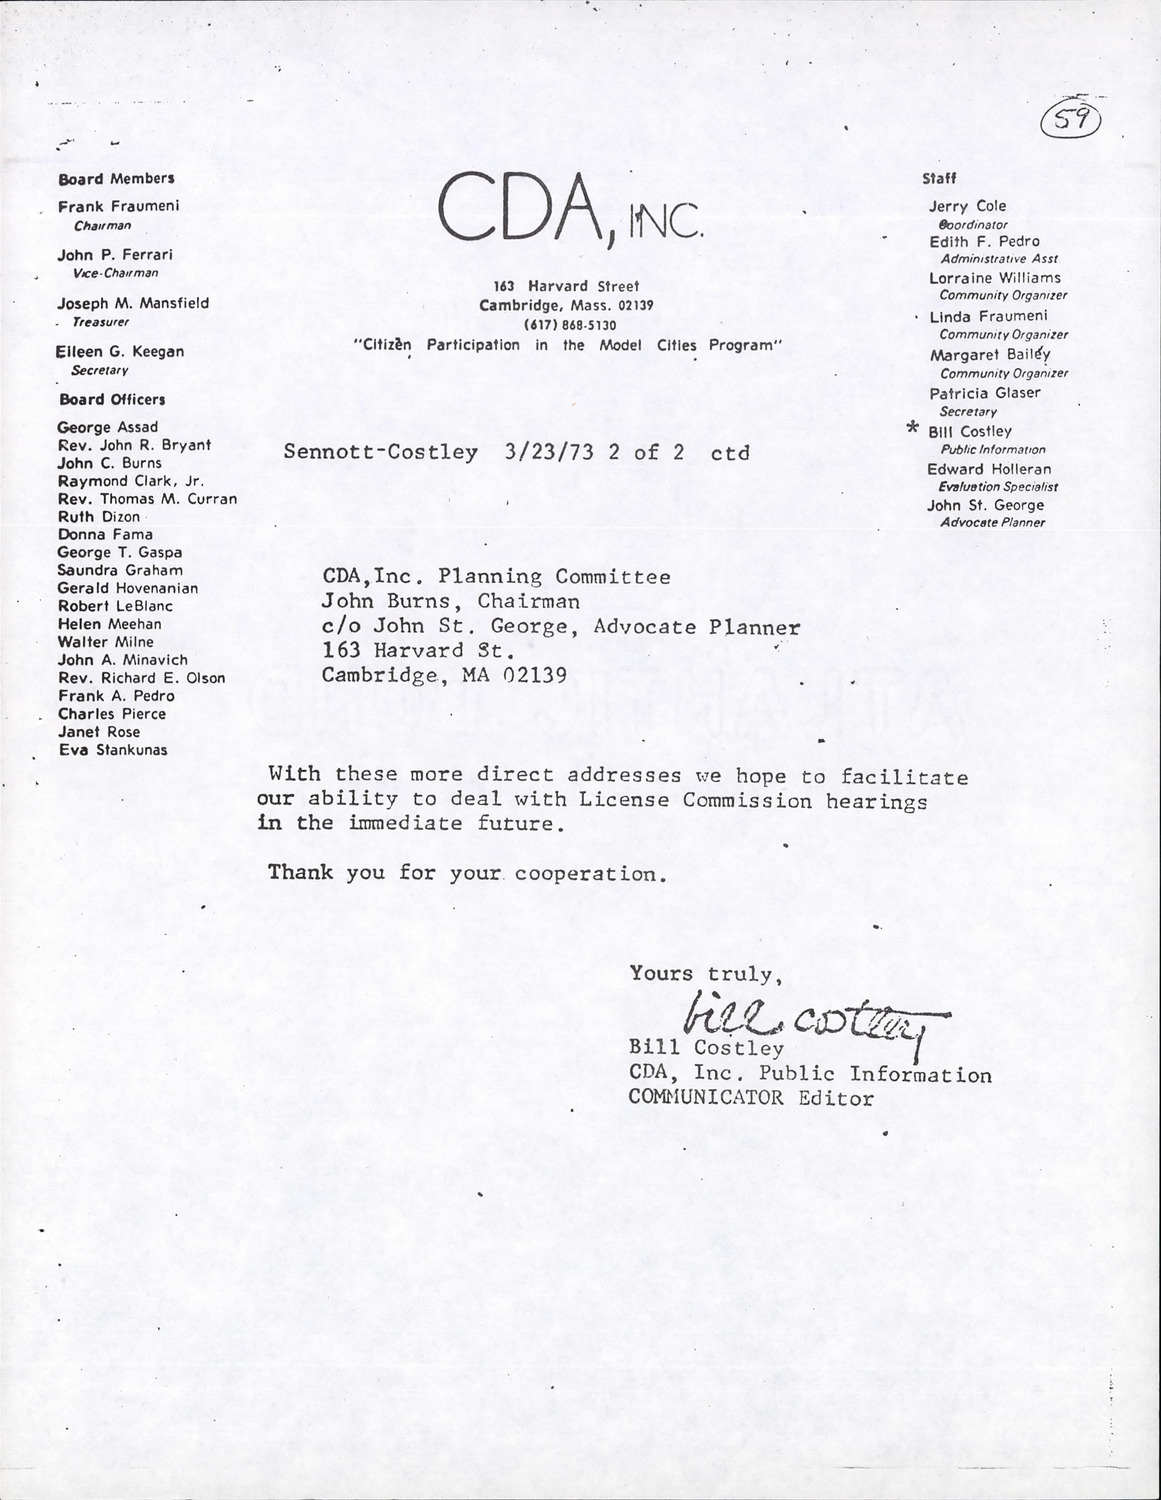 59
CDA, INC.
163 Harvard Street
Cambridge, Mass. 02139
(617) 868-5130
"Citizen Participation in the Model Cities Program"
Board Members
Frank Fraumeni
Chairman
John P. Ferrari
Vice-Chairman
Joseph M. Mansfield
Treasurer
Eileen G. Keegan
Secretary
Board Officers
George Assad
Rev. John R. Bryant
John C. Burns
Raymond Clark, Jr.
Rev. Thomas M. Curran
Ruth Dizon
Donna Fama
George T. Gaspa
Saundra Graham
Gerald Hovenanian
Robert LeBlanc
Helen Meehan
Walter Milne
John A. Minavich
Rev. Richard E. Olson
Frank A. Pedro
Charles Pierce
Janet Rose
Eva Stankunas
Staff
Jerry Cole
Coordinator
Edith F. Pedro
Administrative Asst
Lorraine Williams
Community Organizer
Linda Fraumeni
Community Organizer
Margaret Bailey
Community Organizer
Patricia Glaser
Secretary
* Bill Costley
Public Information
Edward Holleran
Evaluation Specialist
John St. George
Advocate Planner
Sennott-Costley 3/23/73 2 of 2 ctd
CDA,Inc. Planning Committee
John Burns, Chairman
c/o John St. George, Advocate Planner
163 Harvard St.
Cambridge, MA 02139
With these more direct addresses we hope to facilitate
our ability to deal with License Commission hearings
in the immediate future.
Thank you for your cooperation.
Yours truly,
bill costley
Bill Costley
CDA, Inc. Public Information
COMMUNICATOR Editor